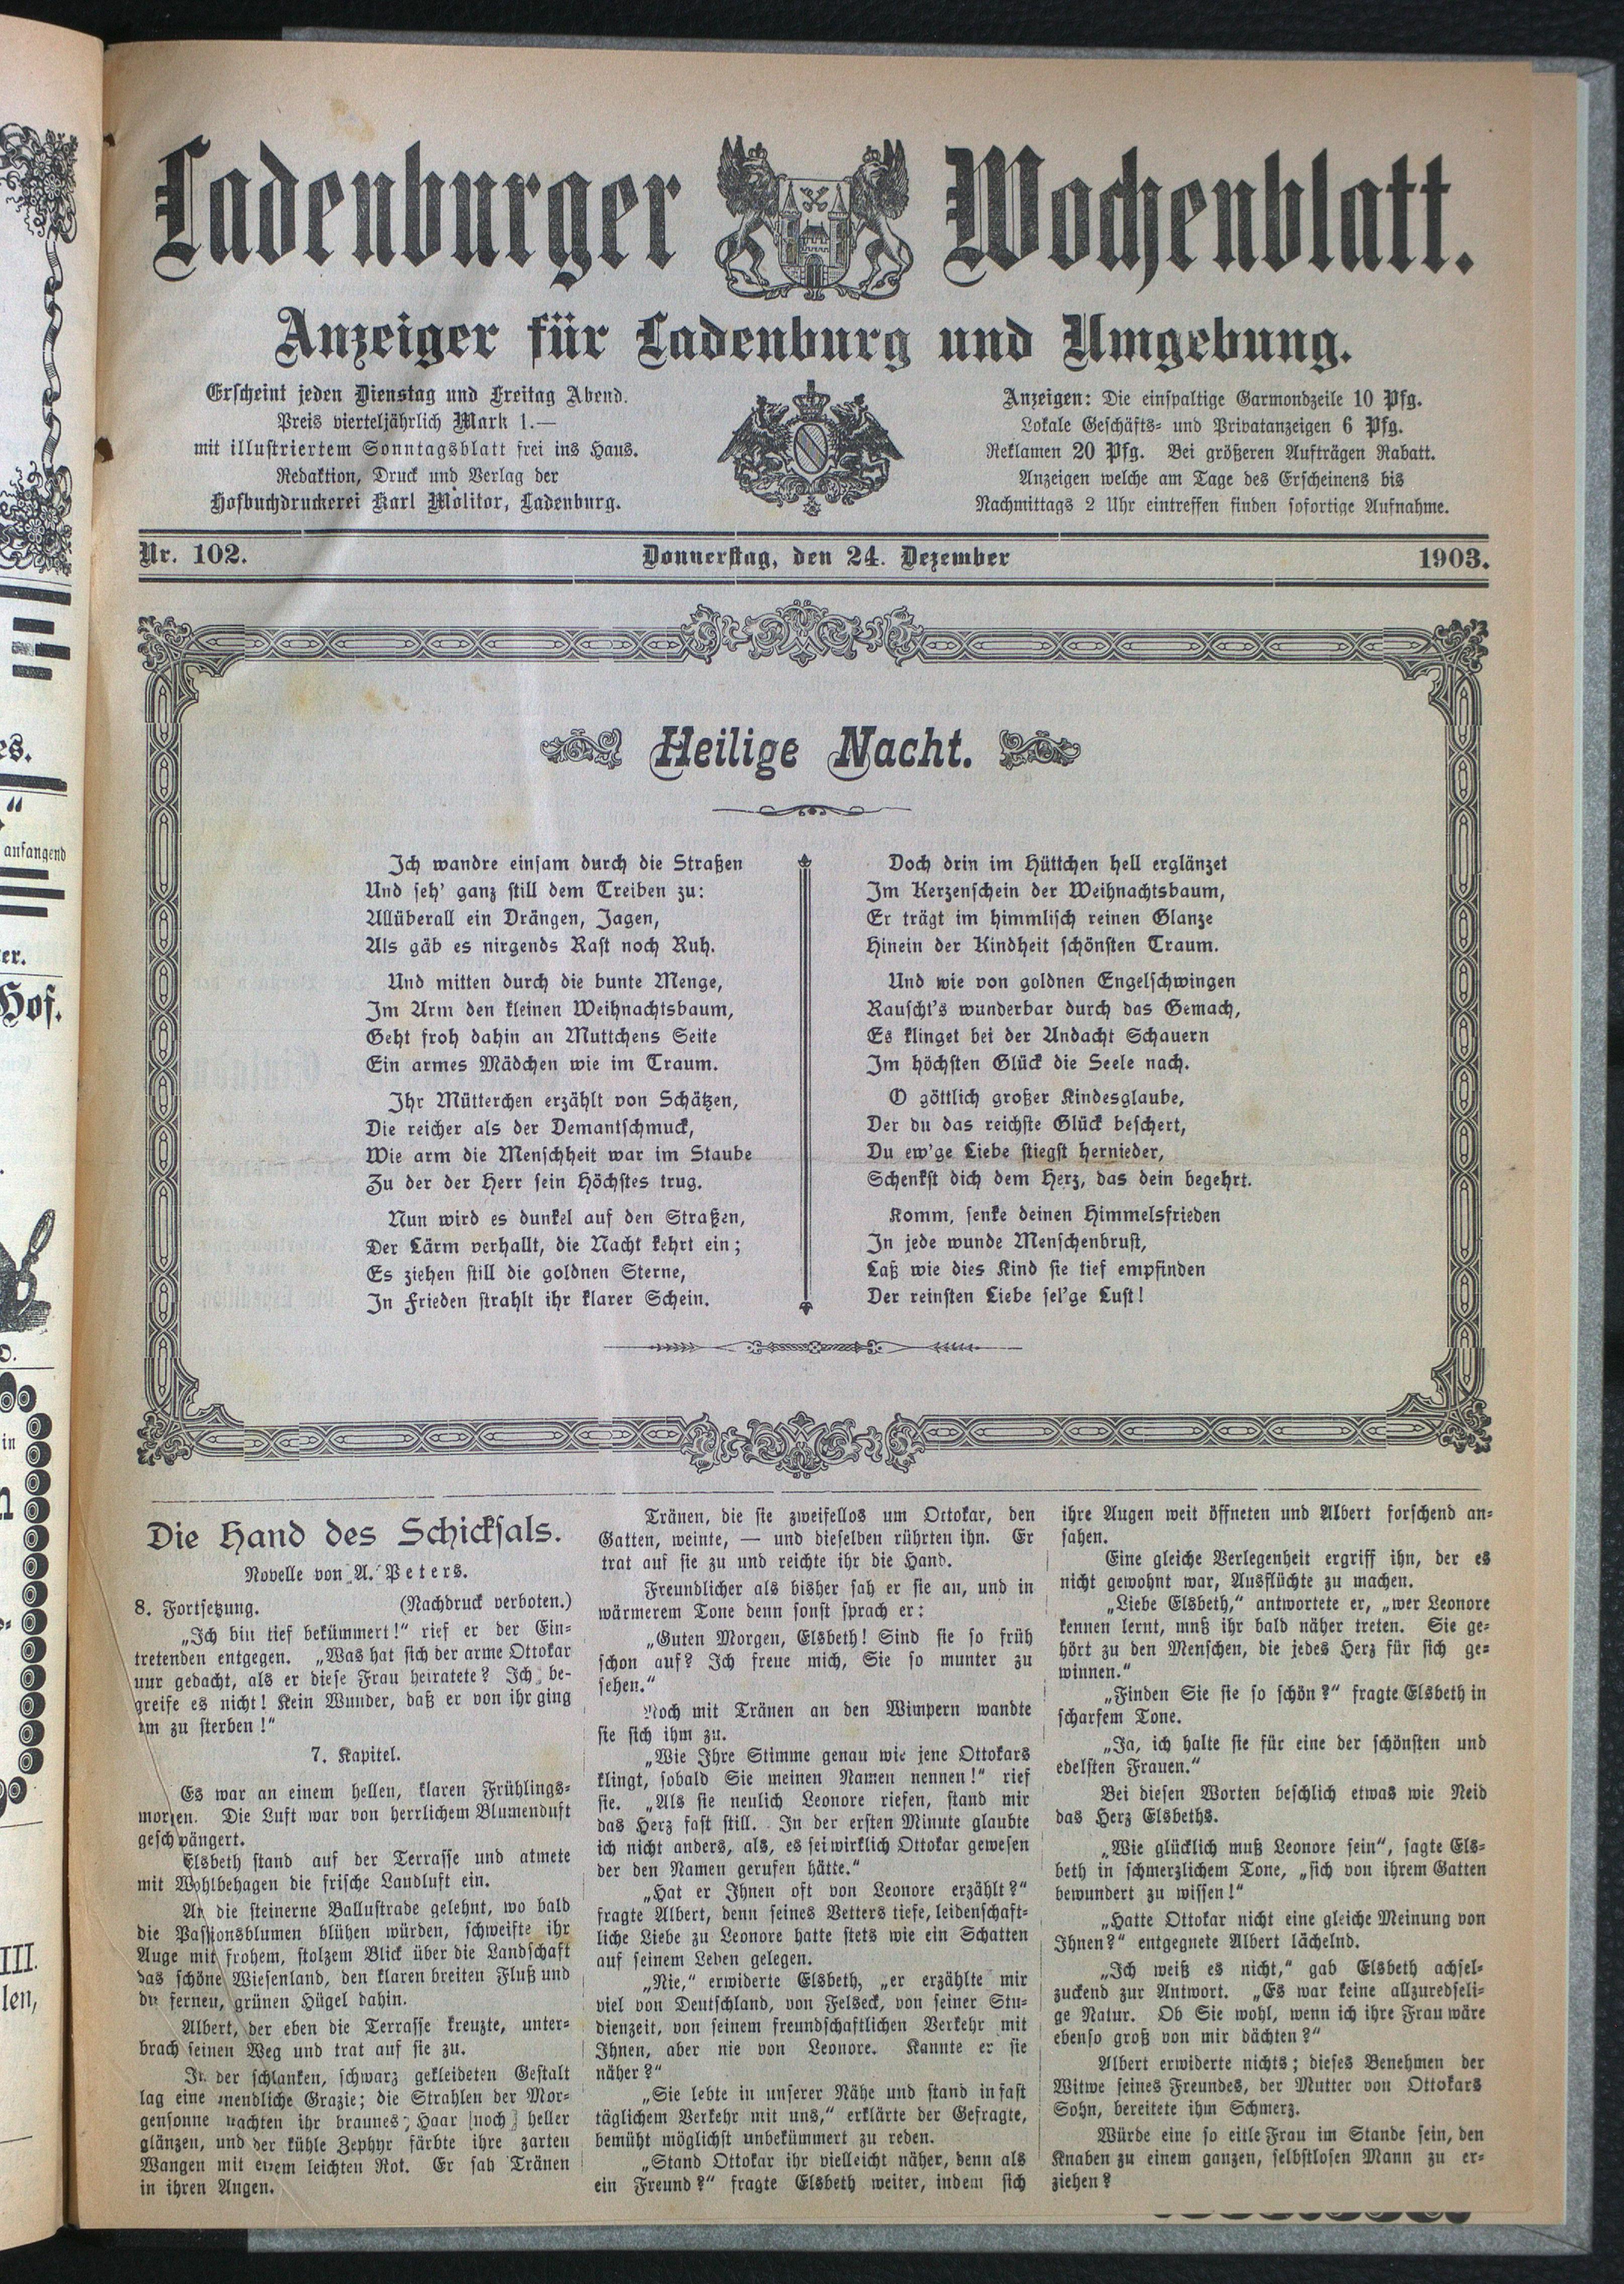 Ladenburger Wochenblatt.
Anzeiger für Ladenburg und Umgebung.
Erscheint jeden Dienstag und Freitag Abend.
Preis vierteljährlich Mark 1.—
mit illustriertem Sonntagsblatt frei ins Haus.
Redaktion, Druck und Verlag der
Hofbuchdruckerei Karl Molitor, Ladenburg.
Anzeigen: Die einspaltige Garmondzeile 10 Pfg.
Lokale Geschäfts- und Privatanzeigen 6 Pfg.
Reklamen 20 Pfg. Bei größeren Aufträgen Rabatt.
Anzeigen welche am Tage des Erscheinens bis
Nachmittags 2 Uhr eintreffen finden sofortige Aufnahme.
Nr. 102. Donnerstag, den 24. Dezember 1903.
Heilige Nacht.
Ich wandre einsam durch die Straßen
Und seh' ganz still dem Treiben zu:
Allüberall ein Drängen, Jagen,
Als gäb es nirgends Rast noch Ruh.
Und mitten durch die bunte Menge,
Im Arm den kleinen Weihnachtsbaum,
Geht froh dahin an Muttchens Seite
Ein armes Mädchen wie im Traum.
Ihr Mütterchen erzählt von Schätzen,
Die reicher als der Demantschmuck,
Wie arm die Menschheit war im Staube
Zu der der Herr sein Höchstes trug.
Nun wird es dunkel auf den Straßen,
Der Lärm verhallt, die Nacht kehrt ein;
Es ziehen still die goldnen Sterne,
In Frieden strahlt ihr klarer Schein.
Doch drin im Hüttchen hell erglänzet
Im Kerzenschein der Weihnachtsbaum,
Er trägt im himmlisch reinen Glanze
Hinein der Kindheit schönsten Traum.
Und wie von goldnen Engelschwingen
Rauscht's wunderbar durch das Gemach,
Es klinget bei der Andacht Schauern
Im höchsten Glück die Seele nach.
O göttlich großer Kindesglaube,
Der du das reichste Glück beschert,
Du ew'ge Liebe stiegst hernieder,
Schenkst dich dem Herz, das dein begehrt.
Komm, senke deinen Himmelsfrieden
In jede wunde Menschenbrust,
Laß wie dies Kind sie tief empfinden
Der reinsten Liebe sel'ge Lust!
Die Hand des Schicksals.
Novelle von A. Peters.
8. Fortsetzung. (Nachdruck verboten.)
„Ich bin tief bekümmert!“ rief er der Ein-
tretenden entgegen. „Was hat sich der arme Ottokar
nur gedacht, als er diese Frau heiratete? Ich be-
greife es nicht! Kein Wunder, daß er von ihr ging
um zu sterben!“
7. Kapitel.
Es war an einem hellen, klaren Frühlings-
morgen. Die Luft war von herrlichem Blumenduft
geschwängert.
Elsbeth stand auf der Terrasse und atmete
mit Wohlbehagen die frische Landluft ein.
An die steinerne Ballustrade gelehnt, wo bald
die Passionsblumen blühen würden, schweifte ihr
Auge mit frohem, stolzem Blick über die Landschaft
das schöne Wiesenland, den klaren breiten Fluß und
die fernen, grünen Hügel dahin.
Albert, der eben die Terrasse kreuzte, unter-
brach seinen Weg und trat auf sie zu.
In der schlanken, schwarz gekleideten Gestalt
lag eine unendliche Grazie; die Strahlen der Mor-
gensonne machten ihr braunes Haar noch heller
glänzen, und der kühle Zephyr färbte ihre zarten
Wangen mit einem leichten Rot. Er sah Tränen
in ihren Augen.
Tränen, die sie zweifellos um Ottokar, den
Gatten, weinte, — und dieselben rührten ihn. Er
trat auf sie zu und reichte ihr die Hand.
Freundlicher als bisher sah er sie an, und in
wärmerem Tone denn sonst sprach er:
„Guten Morgen, Elsbeth! Sind sie so früh
schon auf? Ich freue mich, Sie so munter zu
sehen.“
Noch mit Tränen an den Wimpern wandte
sie sich ihm zu.
„Wie Ihre Stimme genau wie jene Ottokars
klingt, sobald Sie meinen Namen nennen!“ rief
sie. „Als sie neulich Leonore riefen, stand mir
das Herz fast still. In der ersten Minute glaubte
ich nicht anders, als, es sei wirklich Ottokar gewesen
der den Namen gerufen hätte.“
„Hat er Ihnen oft von Leonore erzählt?“
fragte Albert, denn seines Vetters tiefe, leidenschaft-
liche Liebe zu Leonore hatte stets wie ein Schatten
auf seinem Leben gelegen.
„Nie,“ erwiderte Elsbeth, „er erzählte mir
viel von Deutschland, von Felseck, von seiner Stu-
dienzeit, von seinem freundschaftlichen Verkehr mit
Ihnen, aber nie von Leonore. Kannte er sie
näher?“
„Sie lebte in unserer Nähe und stand in fast
täglichem Verkehr mit uns,“ erklärte der Gefragte,
bemüht möglichst unbekümmert zu reden.
„Stand Ottokar ihr vielleicht näher, denn als
ein Freund?“ fragte Elsbeth weiter, indem sich
ihre Augen weit öffneten und Albert forschend an-
sahen.
Eine gleiche Verlegenheit ergriff ihn, der es
nicht gewohnt war, Ausflüchte zu machen.
„Liebe Elsbeth,“ antwortete er, „wer Leonore
kennen lernt, muß ihr bald näher treten. Sie ge-
hört zu den Menschen, die jedes Herz für sich ge-
winnen.“
„Finden Sie sie so schön?“ fragte Elsbeth in
scharfem Tone.
„Ja, ich halte sie für eine der schönsten und
edelsten Frauen.“
Bei diesen Worten beschlich etwas wie Neid
das Herz Elsbeths.
„Wie glücklich muß Leonore sein“, sagte Els-
beth in schmerzlichem Tone, „sich von ihrem Gatten
bewundert zu wissen!“
„Hatte Ottokar nicht eine gleiche Meinung von
Ihnen?“ entgegnete Albert lächelnd.
„Ich weiß es nicht,“ gab Elsbeth achsel-
zuckend zur Antwort. „Es war keine allzuredseli-
ge Natur. Ob Sie wohl, wenn ich ihre Frau wäre
ebenso groß von mir dächten?“
Albert erwiderte nichts; dieses Benehmen der
Witwe seines Freundes, der Mutter von Ottokars
Sohn, bereitete ihm Schmerz.
Würde eine so eitle Frau im Stande sein, den
Knaben zu einem ganzen, selbstlosen Mann zu er-
ziehen?
es.
anfangend
er.
Hof.
in
III.
len,